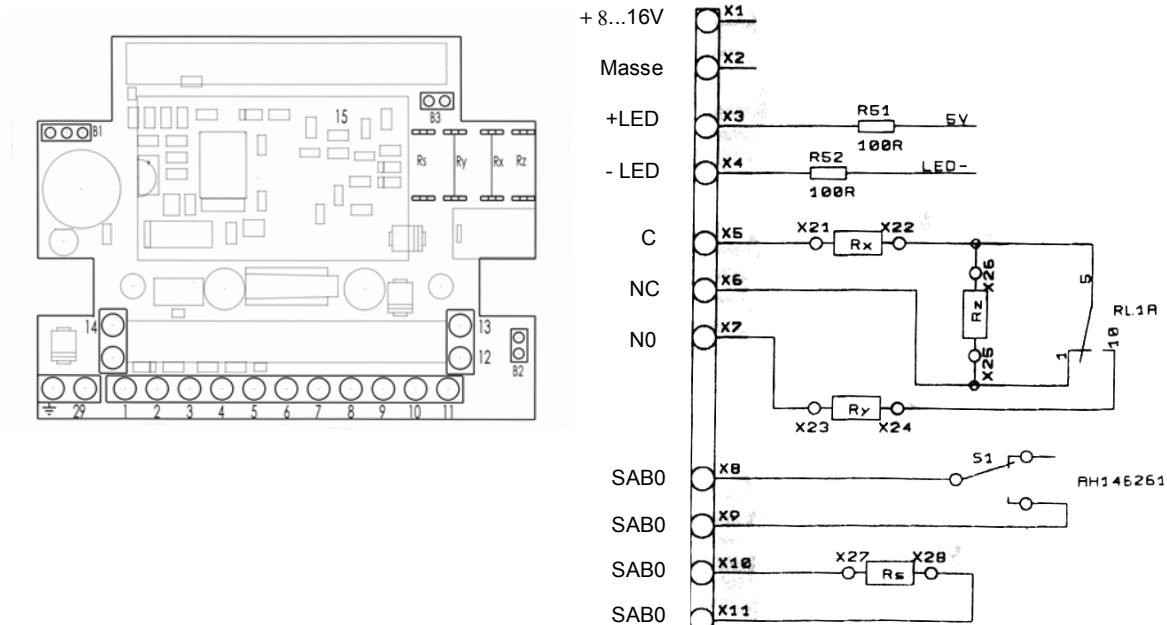 15
B1
B3
Rs Ry Rx Rz
14
13
12
B2
29 1 2 3 4 5 6 7 8 9 10 11
+ 8...16V X1
Masse X2
+LED X3 R51 5V
100R
- LED X4 R52 LED-
100R
C X5 X21 Rx X22
X26
5
NC X6
Rz
RL1A
N0 X7
X25
1
10
Ry
X23 X24
SAB0 X8 S1
AH146261
SAB0 X9
SAB0 X10 X27 Rs X28
SAB0 X11